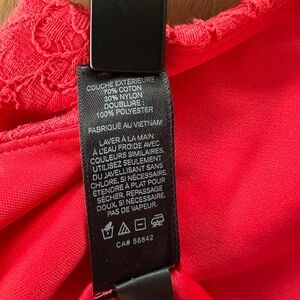 COUCHE EXTÉRIEURE :
70% COTON
30% NYLON
DOUBLURE :
100% POLYESTER
FABRIQUÉ AU VIETNAM
LAVER À LA MAIN
À L'EAU FROIDE AVEC
COULEURS SIMILAIRES,
UTILISEZ SEULEMENT
DU JAVELLISANT SANS
CHLORE, SI NÉCESSAIRE.
ÉTENDRE À PLAT POUR
SÉCHER, REPASSAGE
DOUX, SI NÉCESSAIRE.
PAS DE VAPEUR.
CA# 58842